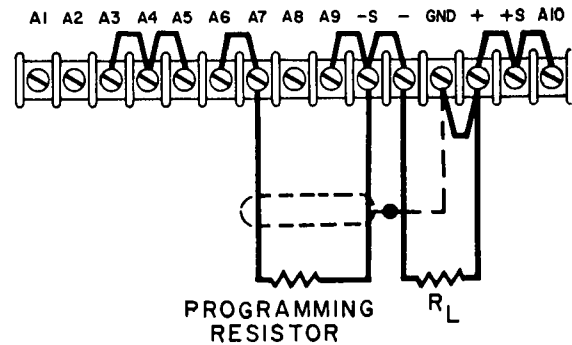 A1 A2 A3 A4 A5 A6 A7 A8 A9 -S - GND + +S A10
PROGRAMMING
RESISTOR
RL